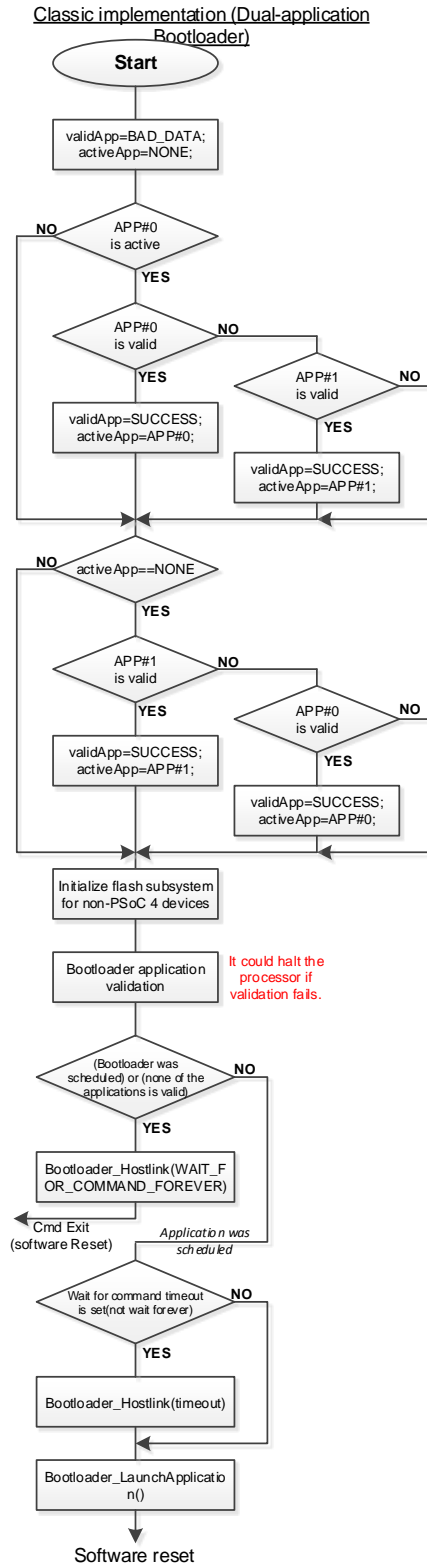 Classic implementation (Dual-application
Bootloader)
Start
validApp=BAD_DATA;
activeApp=NONE;
NO
APP#0
is active
YES
APP#0
is valid
NO
YES
APP#1
is valid
NO
YES
validApp=SUCCESS;
activeApp=APP#0;
validApp=SUCCESS;
activeApp=APP#1;
NO
activeApp==NONE
YES
APP#1
is valid
NO
YES
APP#0
is valid
NO
YES
validApp=SUCCESS;
activeApp=APP#1;
validApp=SUCCESS;
activeApp=APP#0;
Initialize flash subsystem
for non-PSoC 4 devices
Bootloader application
validation
It could halt the
processor if
validation fails.
(Bootloader was
scheduled) or (none of the
applications is valid)
NO
YES
Bootloader_Hostlink(WAIT_F
OR_COMMAND_FOREVER)
Cmd Exit
(software Reset)
Application was
scheduled
Wait for command timeout
is set(not wait forever)
NO
YES
Bootloader_Hostlink(timeout)
Bootloader_LaunchApplicatio
n()
Software reset